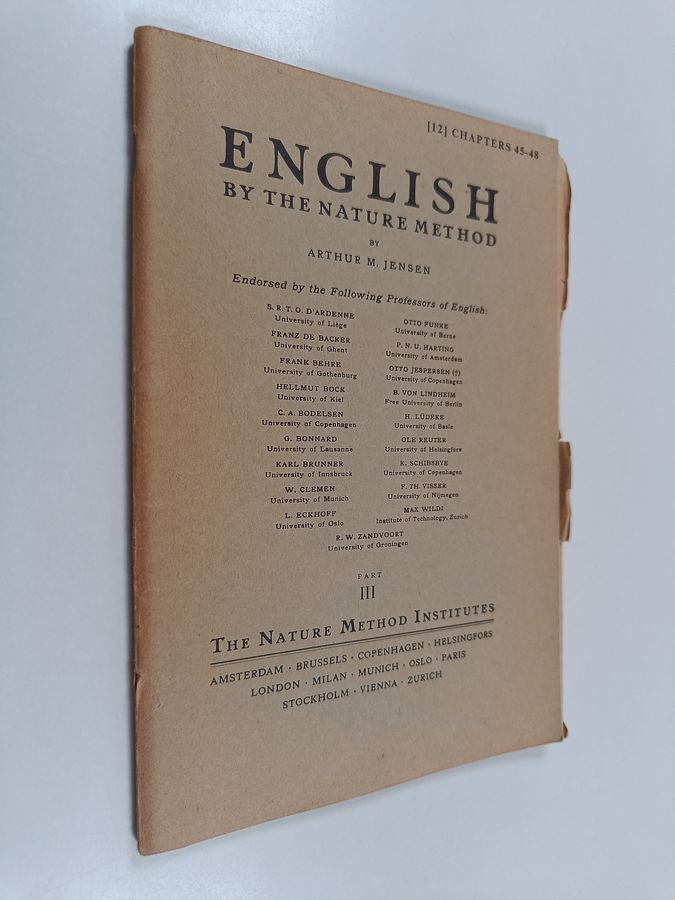 [12] CHAPTERS 45-48
ENGLISH
BY THE NATURE METHOD
BY
ARTHUR M. JENSEN
Endorsed by the Following Professors of English:
S. R. T. O. D'ARDENNE
University of Liège
FRANZ DE BACKER
University of Ghent
FRANK BEHRE
University of Gothenburg
HELLMUT BOCK
University of Kiel
C. A. BODELSEN
University of Copenhagen
G. BONNARD
University of Lausanne
KARL BRUNNER
University of Innsbruck
W. CLEMEN
University of Munich
L. ECKHOFF
University of Oslo
OTTO FUNKE
University of Berne
P. N. U. HARTING
University of Amsterdam
OTTO JESPERSEN (†)
University of Copenhagen
B. VON LINDHEIM
Free University of Berlin
H. LÜDEKE
University of Basle
OLE REUTER
University of Helsingfors
K. SCHIBSBYE
University of Copenhagen
F. TH. VISSER
University of Nijmegen
MAX WILDI
Institute of Technology, Zurich
R. W. ZANDVOORT
University of Groningen
PART
III
THE NATURE METHOD INSTITUTES
AMSTERDAM · BRUSSELS · COPENHAGEN · HELSINGFORS
LONDON · MILAN · MUNICH · OSLO · PARIS
STOCKHOLM · VIENNA · ZURICH